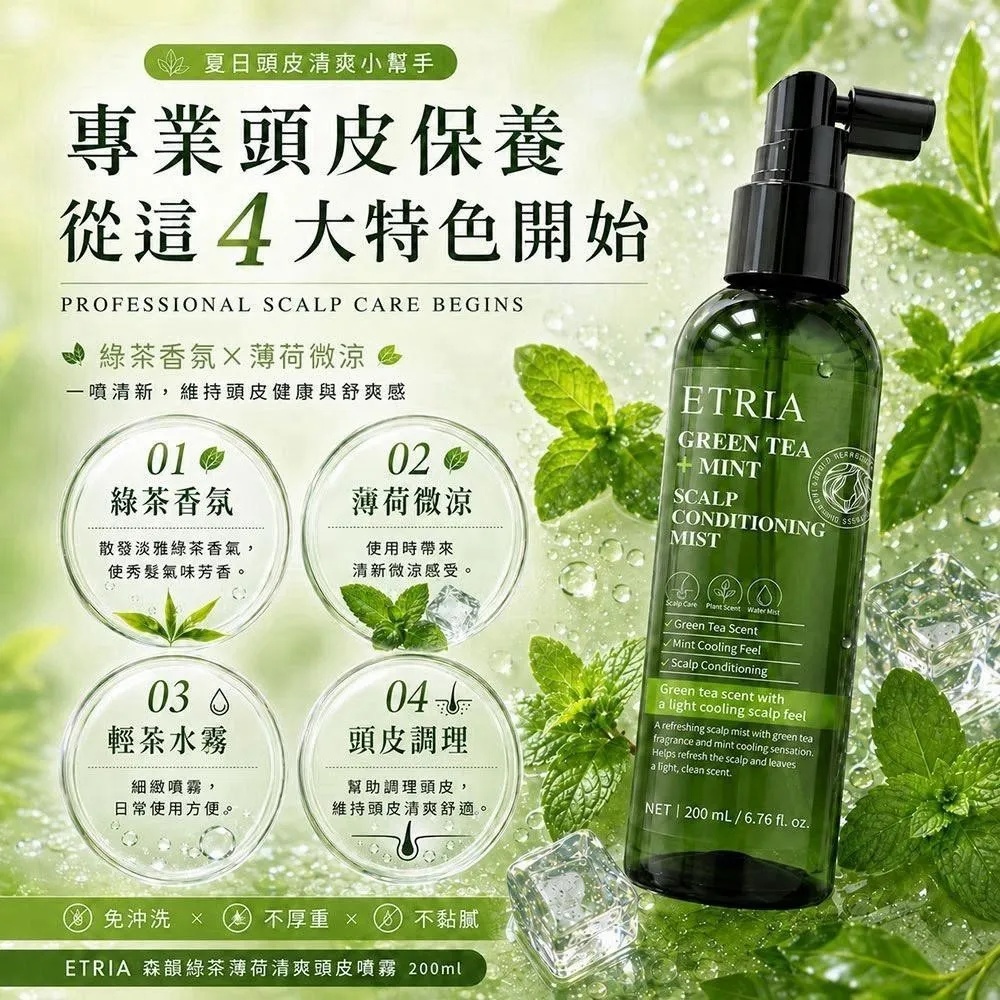 夏日頭皮清爽小幫手
專業頭皮保養
從這4大特色開始
PROFESSIONAL SCALP CARE BEGINS
綠茶香氛×薄荷微涼
一噴清新，維持頭皮健康與舒爽感
01
綠茶香氛
散發淡雅綠茶香氣，
使秀髮氣味芳香。
02
薄荷微涼
使用時帶來
清新微涼感受。
03
輕茶水霧
細緻噴霧，
日常使用方便。
04
頭皮調理
幫助調理頭皮，
維持頭皮清爽舒適。
免沖洗 × 不厚重 × 不黏膩
ETRIA 森韻綠茶薄荷清爽頭皮噴霧 200ml
ETRIA
GREEN TEA
+ MINT
SCALP
CONDITIONING
MIST
Scalp Care Plant Scent Water Mist
✓ Green Tea Scent
✓ Mint Cooling Feel
✓ Scalp Conditioning
Green tea scent with
a light cooling scalp feel
A refreshing scalp mist with green tea
fragrance and mint cooling sensation.
Helps refresh the scalp and leaves
a light, clean scent.
NET | 200 mL / 6.76 fl. oz.